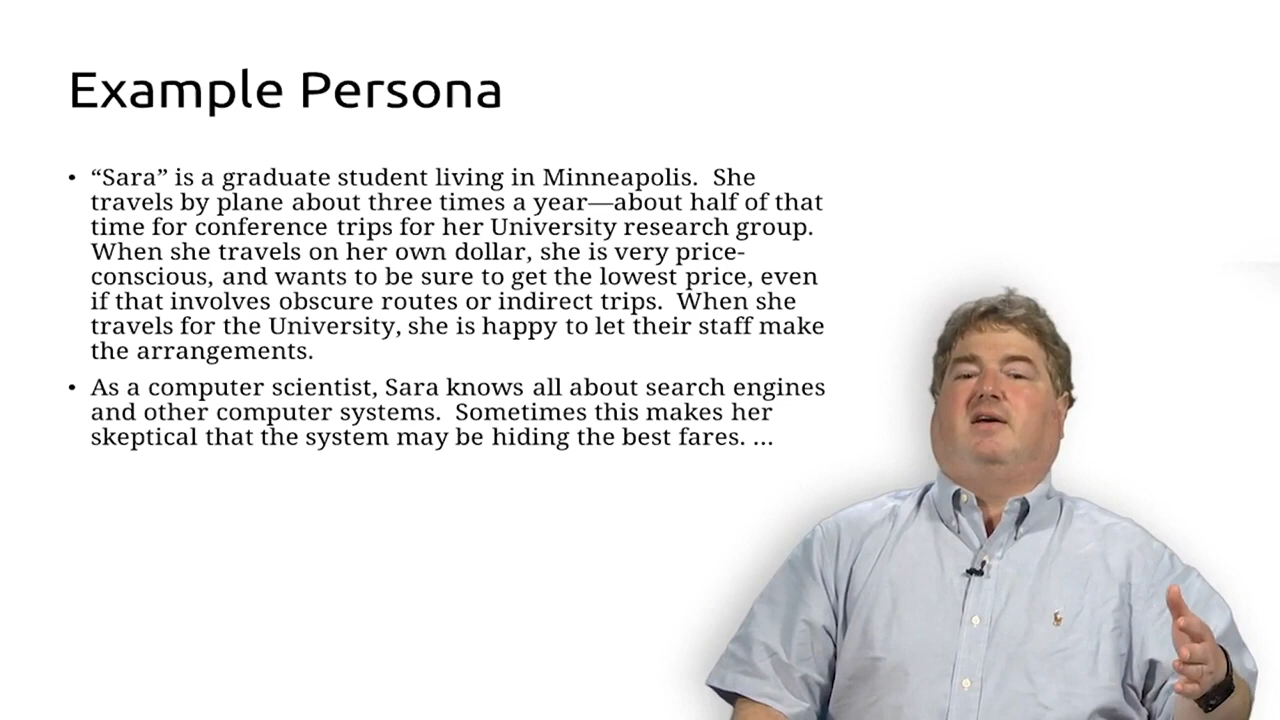 Example Persona
• “Sara” is a graduate student living in Minneapolis.  She
travels by plane about three times a year—about half of that
time for conference trips for her University research group.
When she travels on her own dollar, she is very price-
conscious, and wants to be sure to get the lowest price, even
if that involves obscure routes or indirect trips.  When she
travels for the University, she is happy to let their staff make
the arrangements.
• As a computer scientist, Sara knows all about search engines
and other computer systems.  Sometimes this makes her
skeptical that the system may be hiding the best fares. ...